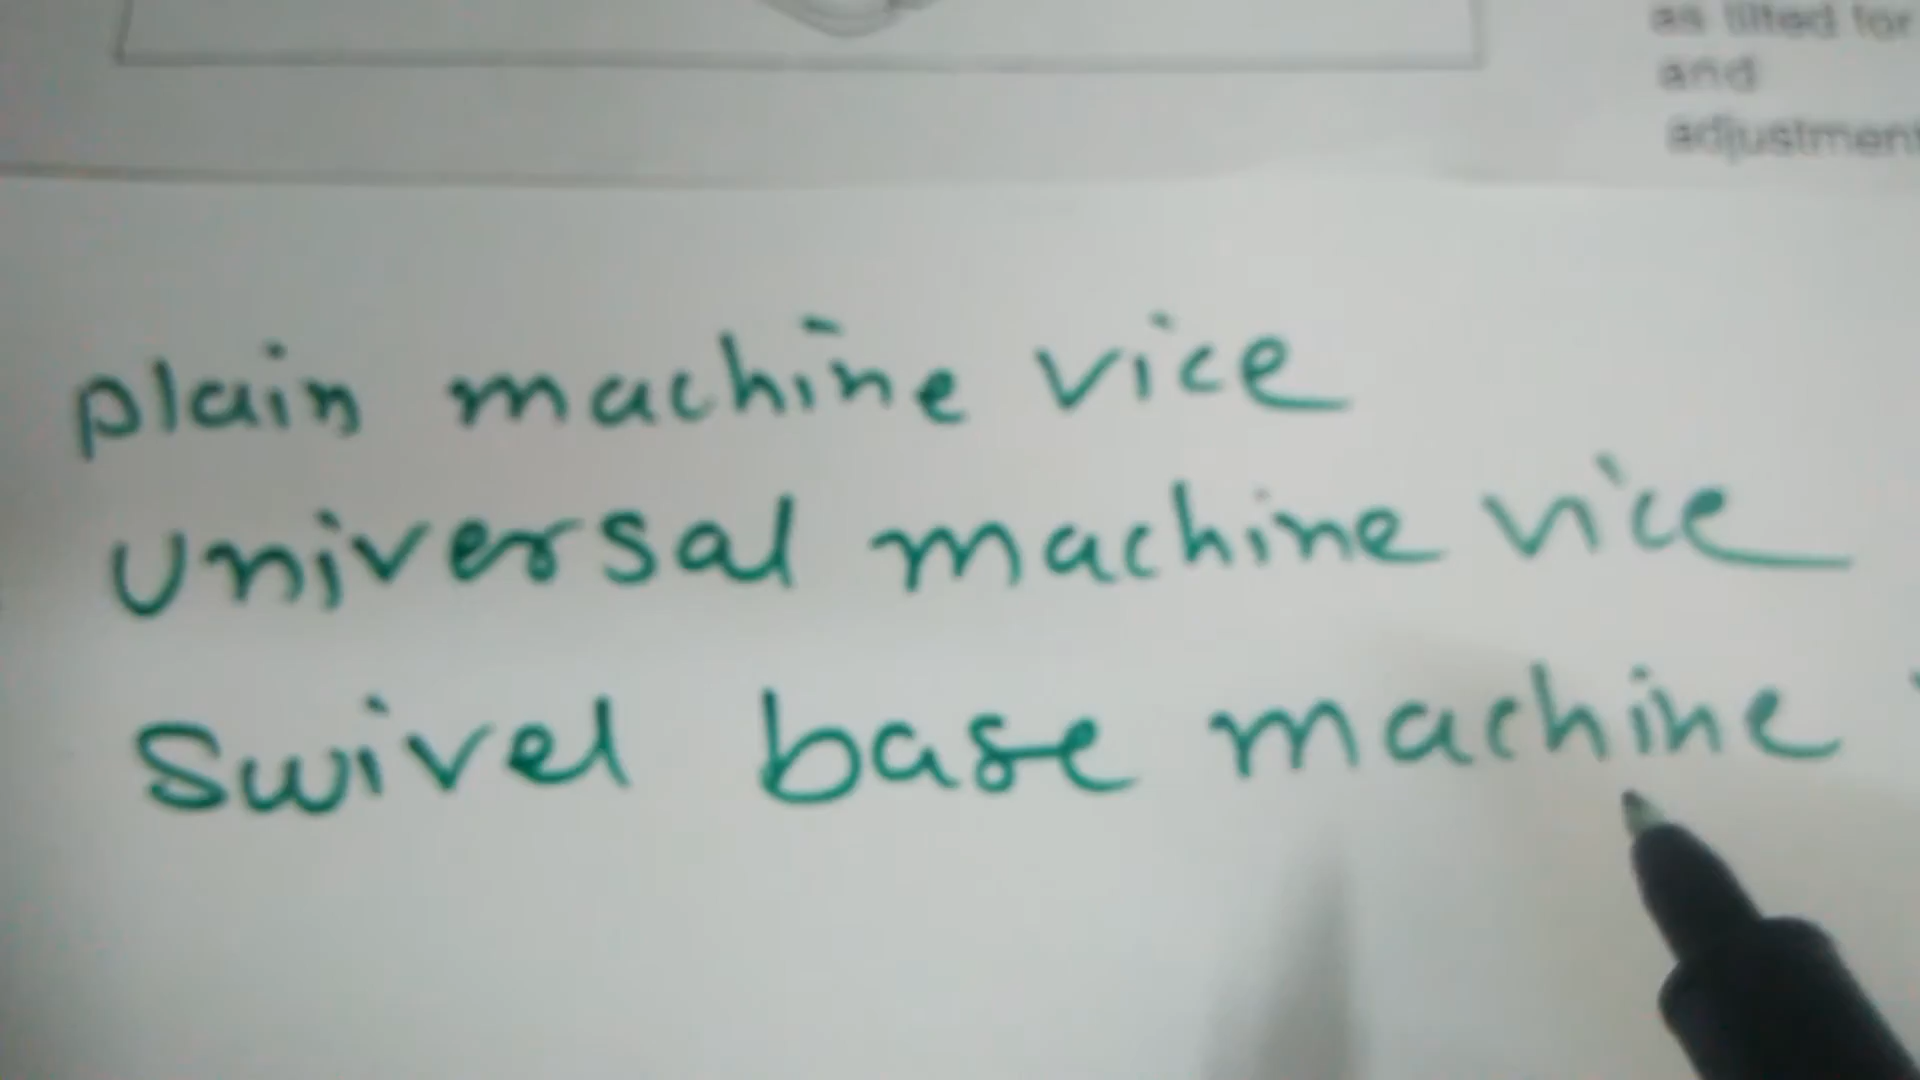 as tilted for
and
adjustment
plain machine vice
Universal machine vice
Swivel base machine